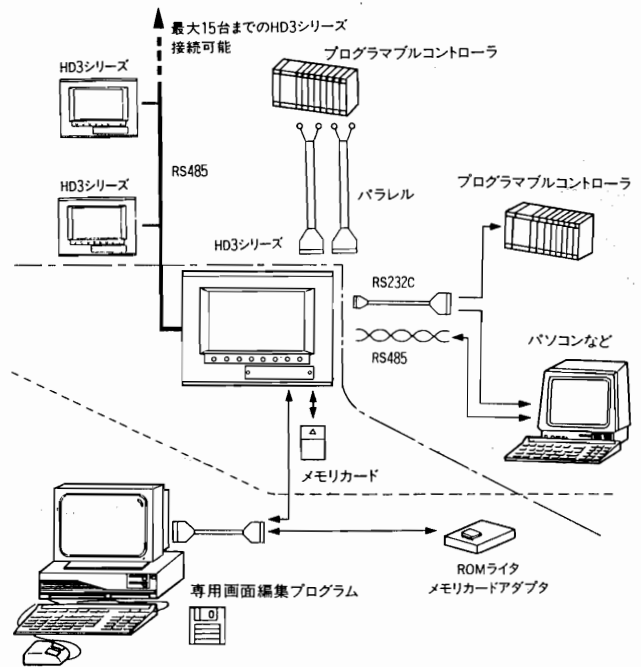 最大15台までのHD3シリーズ
接続可能
HD3シリーズ
プログラマブルコントローラ
RS485
HD3シリーズ
パラレル
プログラマブルコントローラ
HD3シリーズ
RS232C
RS485
パソコンなど
メモリカード
専用画面編集プログラム
ROMライタ
メモリカードアダプタ